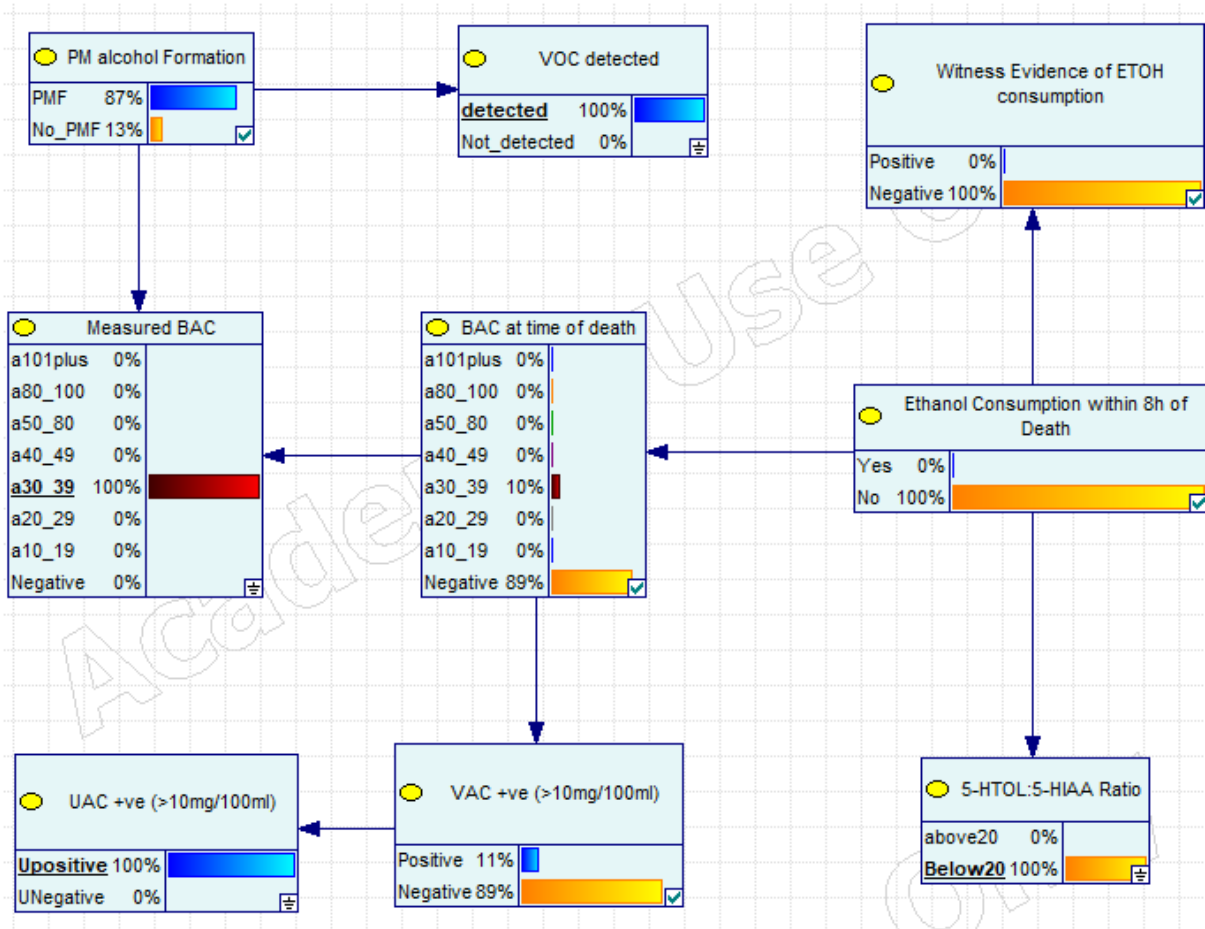 PM alcohol Formation
PMF 87%
No_PMF 13%
VOC detected
detected 100%
Not_detected 0%
Witness Evidence of ETOH
consumption
Positive 0%
Negative 100%
Measured BAC
a101plus 0%
a80_100 0%
a50_80 0%
a40_49 0%
a30_39 100%
a20_29 0%
a10_19 0%
Negative 0%
BAC at time of death
a101plus 0%
a80_100 0%
a50_80 0%
a40_49 0%
a30_39 10%
a20_29 0%
a10_19 0%
Negative 89%
Ethanol Consumption within 8h of
Death
Yes 0%
No 100%
UAC +ve (>10mg/100ml)
Upositive 100%
UNegative 0%
VAC +ve (>10mg/100ml)
Positive 11%
Negative 89%
5-HTOL:5-HIAA Ratio
above20 0%
Below20 100%